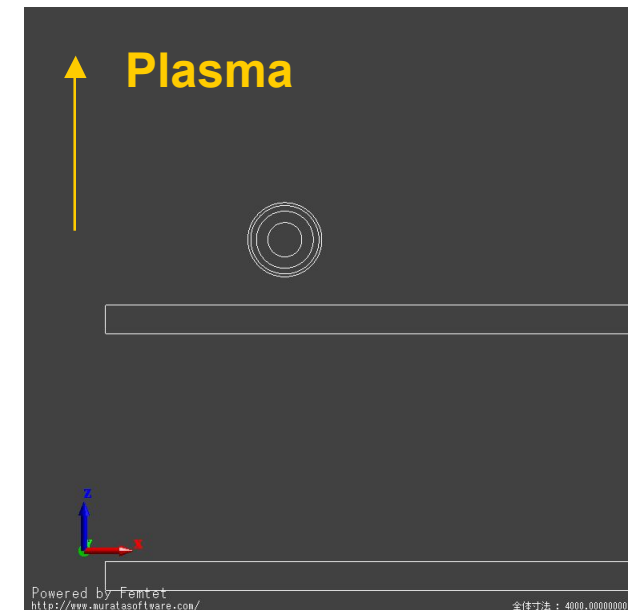 Plasma
Z
Y
X
Powered by Femtet
http://www.muratasoftware.com/
全体寸法 : 4000.00000000